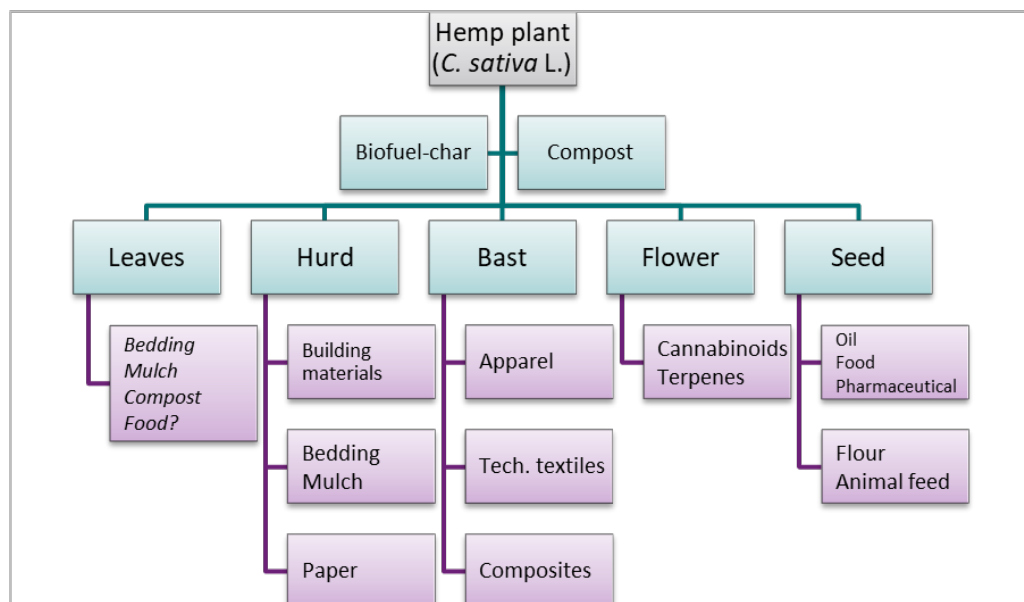 Hemp plant
(C. sativa L.)
Biofuel-char
Compost
Leaves
Hurd
Bast
Flower
Seed
Bedding
Mulch
Compost
Food?
Building
materials
Bedding
Mulch
Paper
Apparel
Tech. textiles
Composites
Cannabinoids
Terpenes
Oil
Food
Pharmaceutical
Flour
Animal feed